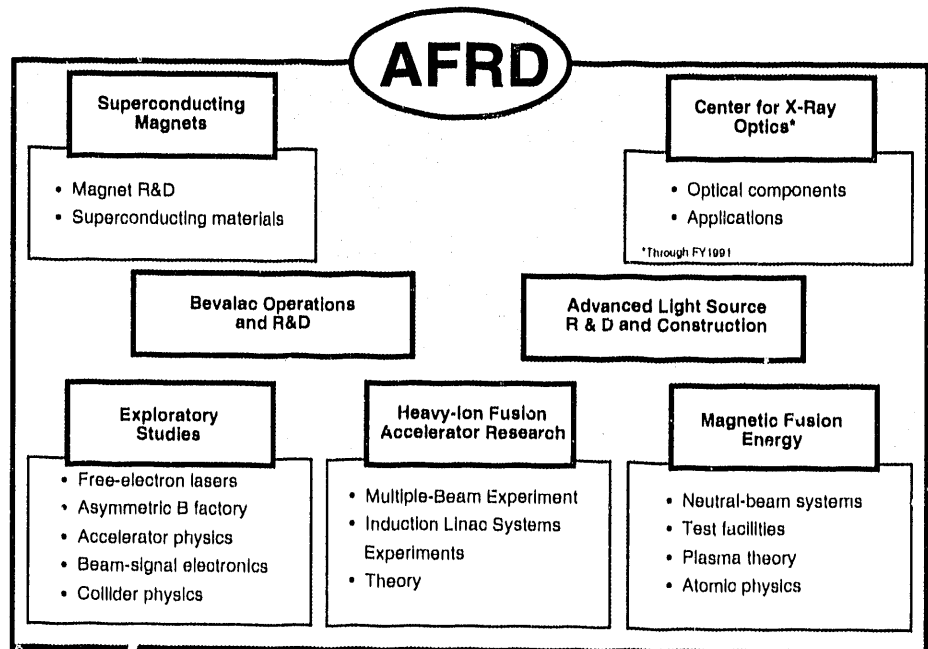 AFRD
Superconducting
Magnets
• Magnet R&D
• Superconducting materials
Center for X-Ray
Optics*
• Optical components
• Applications
*Through FY1991
Bevalac Operations
and R&D
Advanced Light Source
R & D and Construction
Exploratory
Studies
• Free-electron lasers
• Asymmetric B factory
• Accelerator physics
• Beam-signal electronics
• Collider physics
Heavy-Ion Fusion
Accelerator Research
• Multiple-Beam Experiment
• Induction Linac Systems
Experiments
• Theory
Magnetic Fusion
Energy
• Neutral-beam systems
• Test facilities
• Plasma theory
• Atomic physics